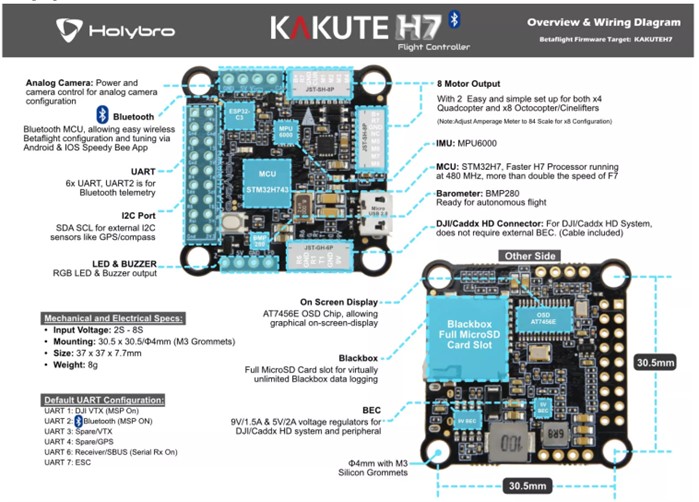 Holybro
KAKUTE H7
Flight Controller
Overview & Wiring Diagram
Betaflight Firmware Target: KAKUTEH7
Analog Camera: Power and
camera control for analog camera
configuration
Bluetooth
Bluetooth MCU, allowing easy wireless
Betaflight configuration and tuning via
Android & IOS Speedy Bee App
UART
6x UART, UART2 is for
Bluetooth telemetry
I2C Port
SDA SCL for external I2C
sensors like GPS/compass
LED & BUZZER
RGB LED & Buzzer output
JST-SH-8P
ESP32-
C3
MPU
6000
JST-SH-8P
MCU
STM32H743
Micro
USB 2.0
BMP
280
JST-GH-6P
8 Motor Output
With 2 Easy and simple set up for both x4
Quadcopter and x8 Octocopter/Cinelifters
(Note:Adjust Amperage Meter to 84 Scale for x8 Configuration)
IMU: MPU6000
MCU: STM32H7, Faster H7 Processor running
at 480 MHz, more than double the speed of F7
Barometer: BMP280
Ready for autonomous flight
DJI/Caddx HD Connector: For DJI/Caddx HD System,
does not require external BEC. (Cable included)
Other Side
On Screen Display
AT7456E OSD Chip, allowing
graphical on-screen-display
Blackbox
Full MicroSD Card slot for virtually
unlimited Blackbox data logging
BEC
9V/1.5A & 5V/2A voltage regulators for
DJI/Caddx HD system and peripheral
Φ4mm with M3
Silicon Grommets
Blackbox
Full MicroSD
Card Slot
OSD
AT7456E
9V BEC
5V
BEC
100
6R8
30.5mm
30.5mm
Mechanical and Electrical Specs:
• Input Voltage: 2S - 8S
• Mounting: 30.5 x 30.5/Φ4mm (M3 Grommets)
• Size: 37 x 37 x 7.7mm
• Weight: 8g
Default UART Configuration:
UART 1: DJI VTX (MSP On)
UART 2: Bluetooth (MSP ON)
UART 3: Spare/VTX
UART 4: Spare/GPS
UART 6: Receiver/SBUS (Serial Rx On)
UART 7: ESC